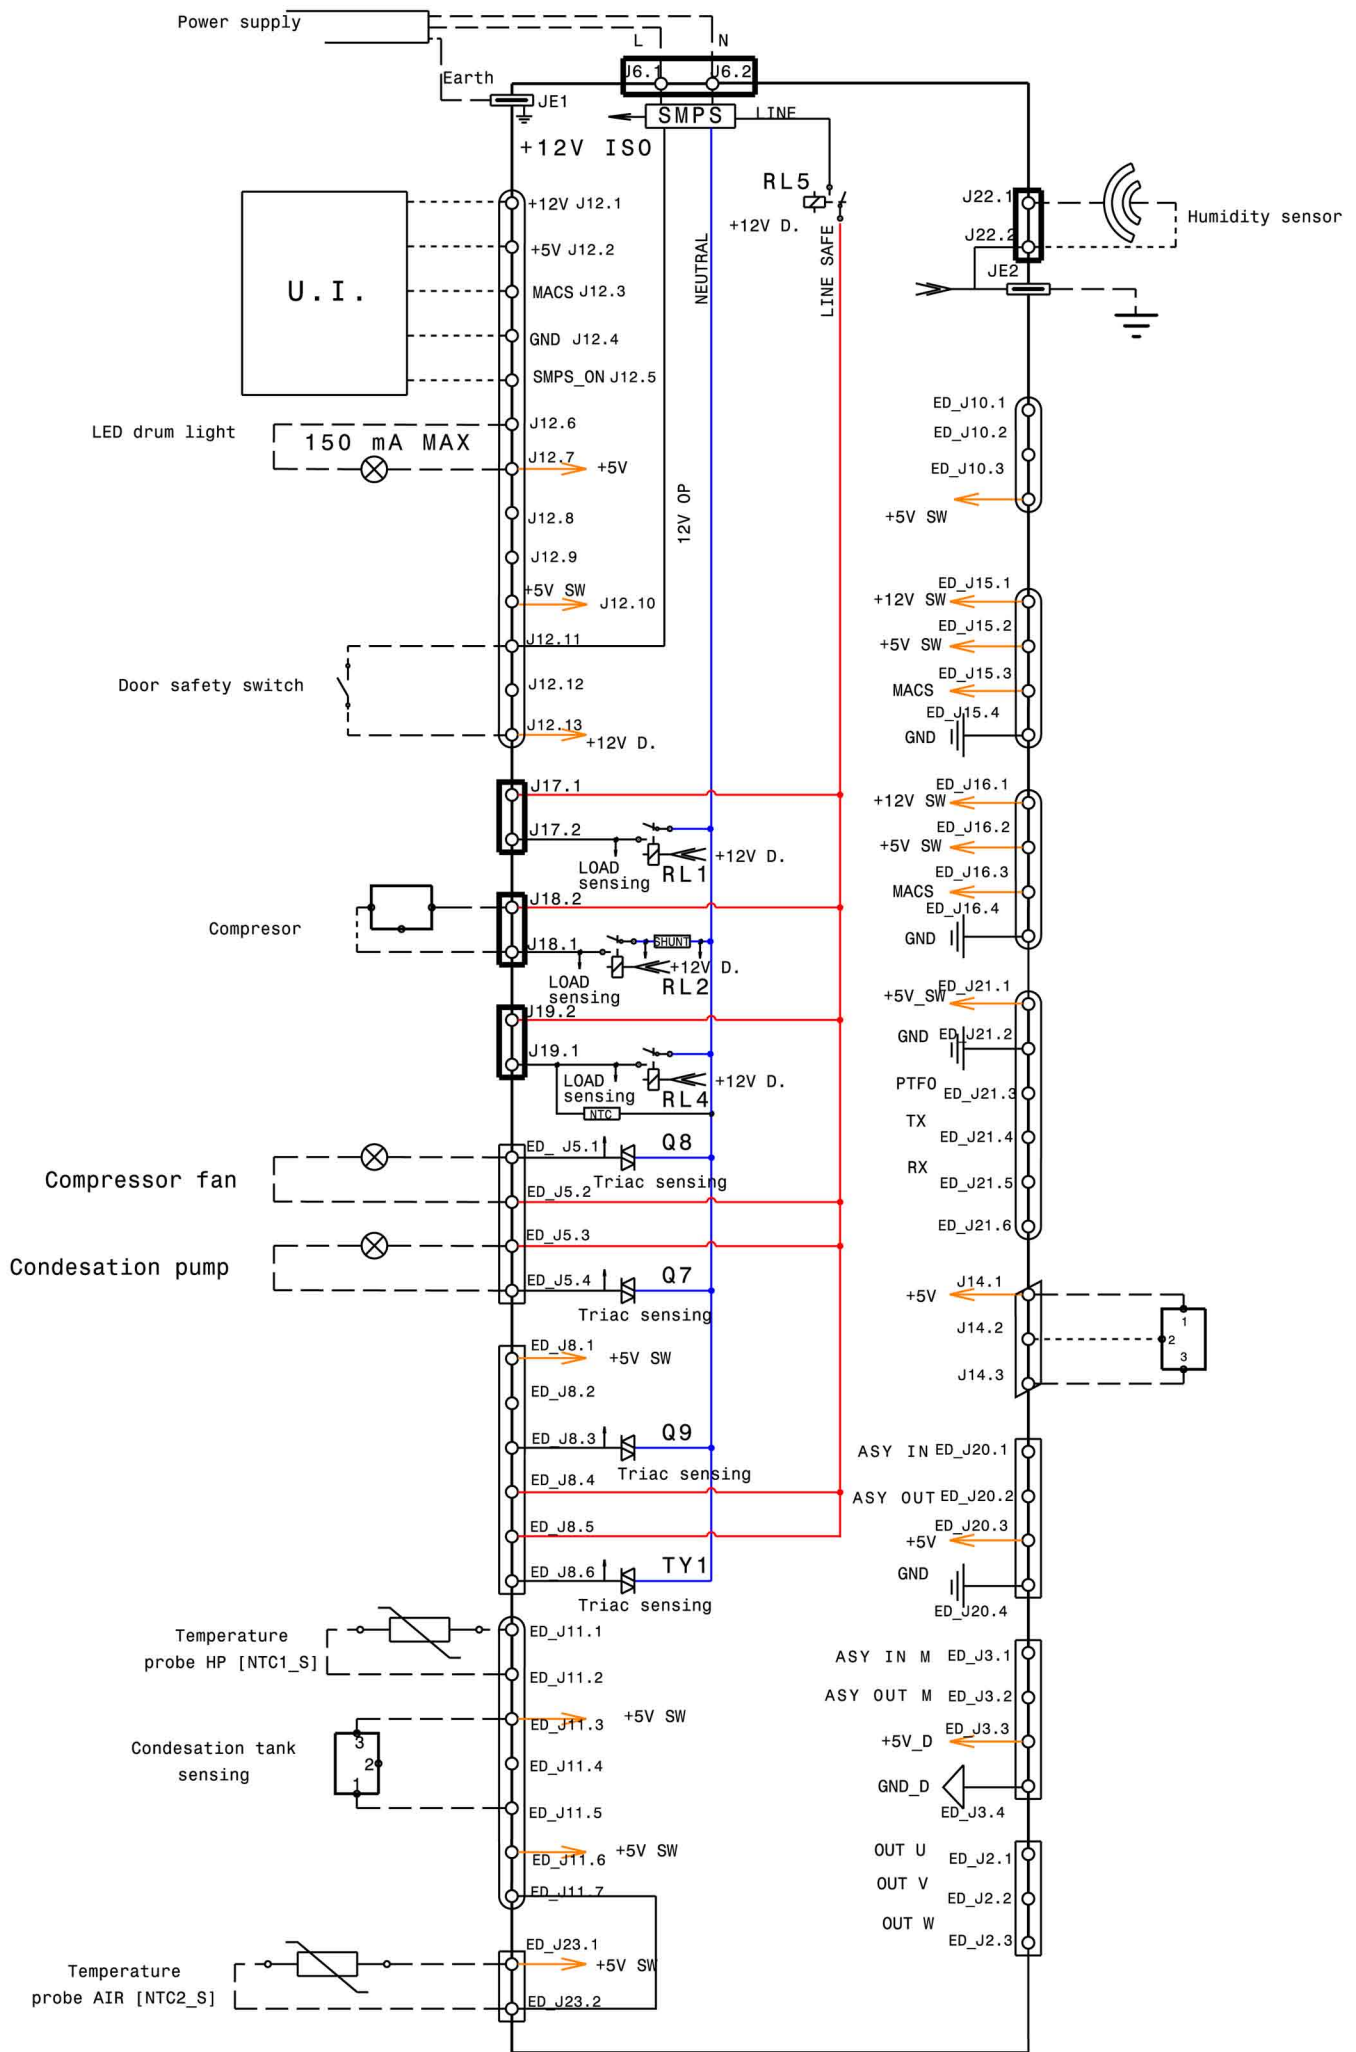 Power supply
L
N
J6.1
J6.2
Earth
JE1
SMPS
LINE
+12V ISO
RL5
+12V D.
NEUTRAL
LINE SAFE
12V OP
U.I.
+12V J12.1
+5V J12.2
MACS J12.3
GND J12.4
SMPS_ON J12.5
LED drum light
150 mA MAX
J12.6
J12.7
+5V
J12.8
J12.9
+5V SW
J12.10
J12.11
Door safety switch
J12.12
J12.13
+12V D.
J17.1
J17.2
LOAD
sensing
RL1
+12V D.
Compresor
J18.2
J18.1
SHUNT
LOAD
sensing
RL2
+12V D.
J19.2
J19.1
LOAD
sensing
RL4
+12V D.
NTC
Compressor fan
ED_ J5.1
Q8
Triac sensing
ED_J5.2
Condesation pump
ED_J5.3
ED_J5.4
Q7
Triac sensing
ED_J8.1
+5V SW
ED_J8.2
ED_J8.3
Q9
Triac sensing
ED_J8.4
ED_J8.5
ED_J8.6
TY1
Triac sensing
Temperature
probe HP [NTC1_S]
ED_J11.1
ED_J11.2
Condesation tank
sensing
3
2
1
ED_J11.3
+5V SW
ED_J11.4
ED_J11.5
ED_J11.6
+5V SW
ED_J11.7
Temperature
probe AIR [NTC2_S]
ED_J23.1
+5V SW
ED_J23.2
J22.1
J22.2
Humidity sensor
JE2
ED_J10.1
ED_J10.2
ED_J10.3
+5V SW
ED_J15.1
+12V SW
ED_J15.2
+5V SW
ED_J15.3
MACS
ED_J15.4
GND
ED_J16.1
+12V SW
ED_J16.2
+5V SW
ED_J16.3
MACS
ED_J16.4
GND
+5V_SW ED_J21.1
GND ED_J21.2
PTFO ED_J21.3
TX
ED_J21.4
RX
ED_J21.5
ED_J21.6
J14.1
+5V
J14.2
J14.3
1
2
3
ASY IN ED_J20.1
ASY OUT ED_J20.2
ED_J20.3
+5V
GND
ED_J20.4
ASY IN M ED_J3.1
ASY OUT M ED_J3.2
ED_J3.3
+5V_D
GND_D
ED_J3.4
OUT U
ED_J2.1
OUT V
ED_J2.2
OUT W
ED_J2.3